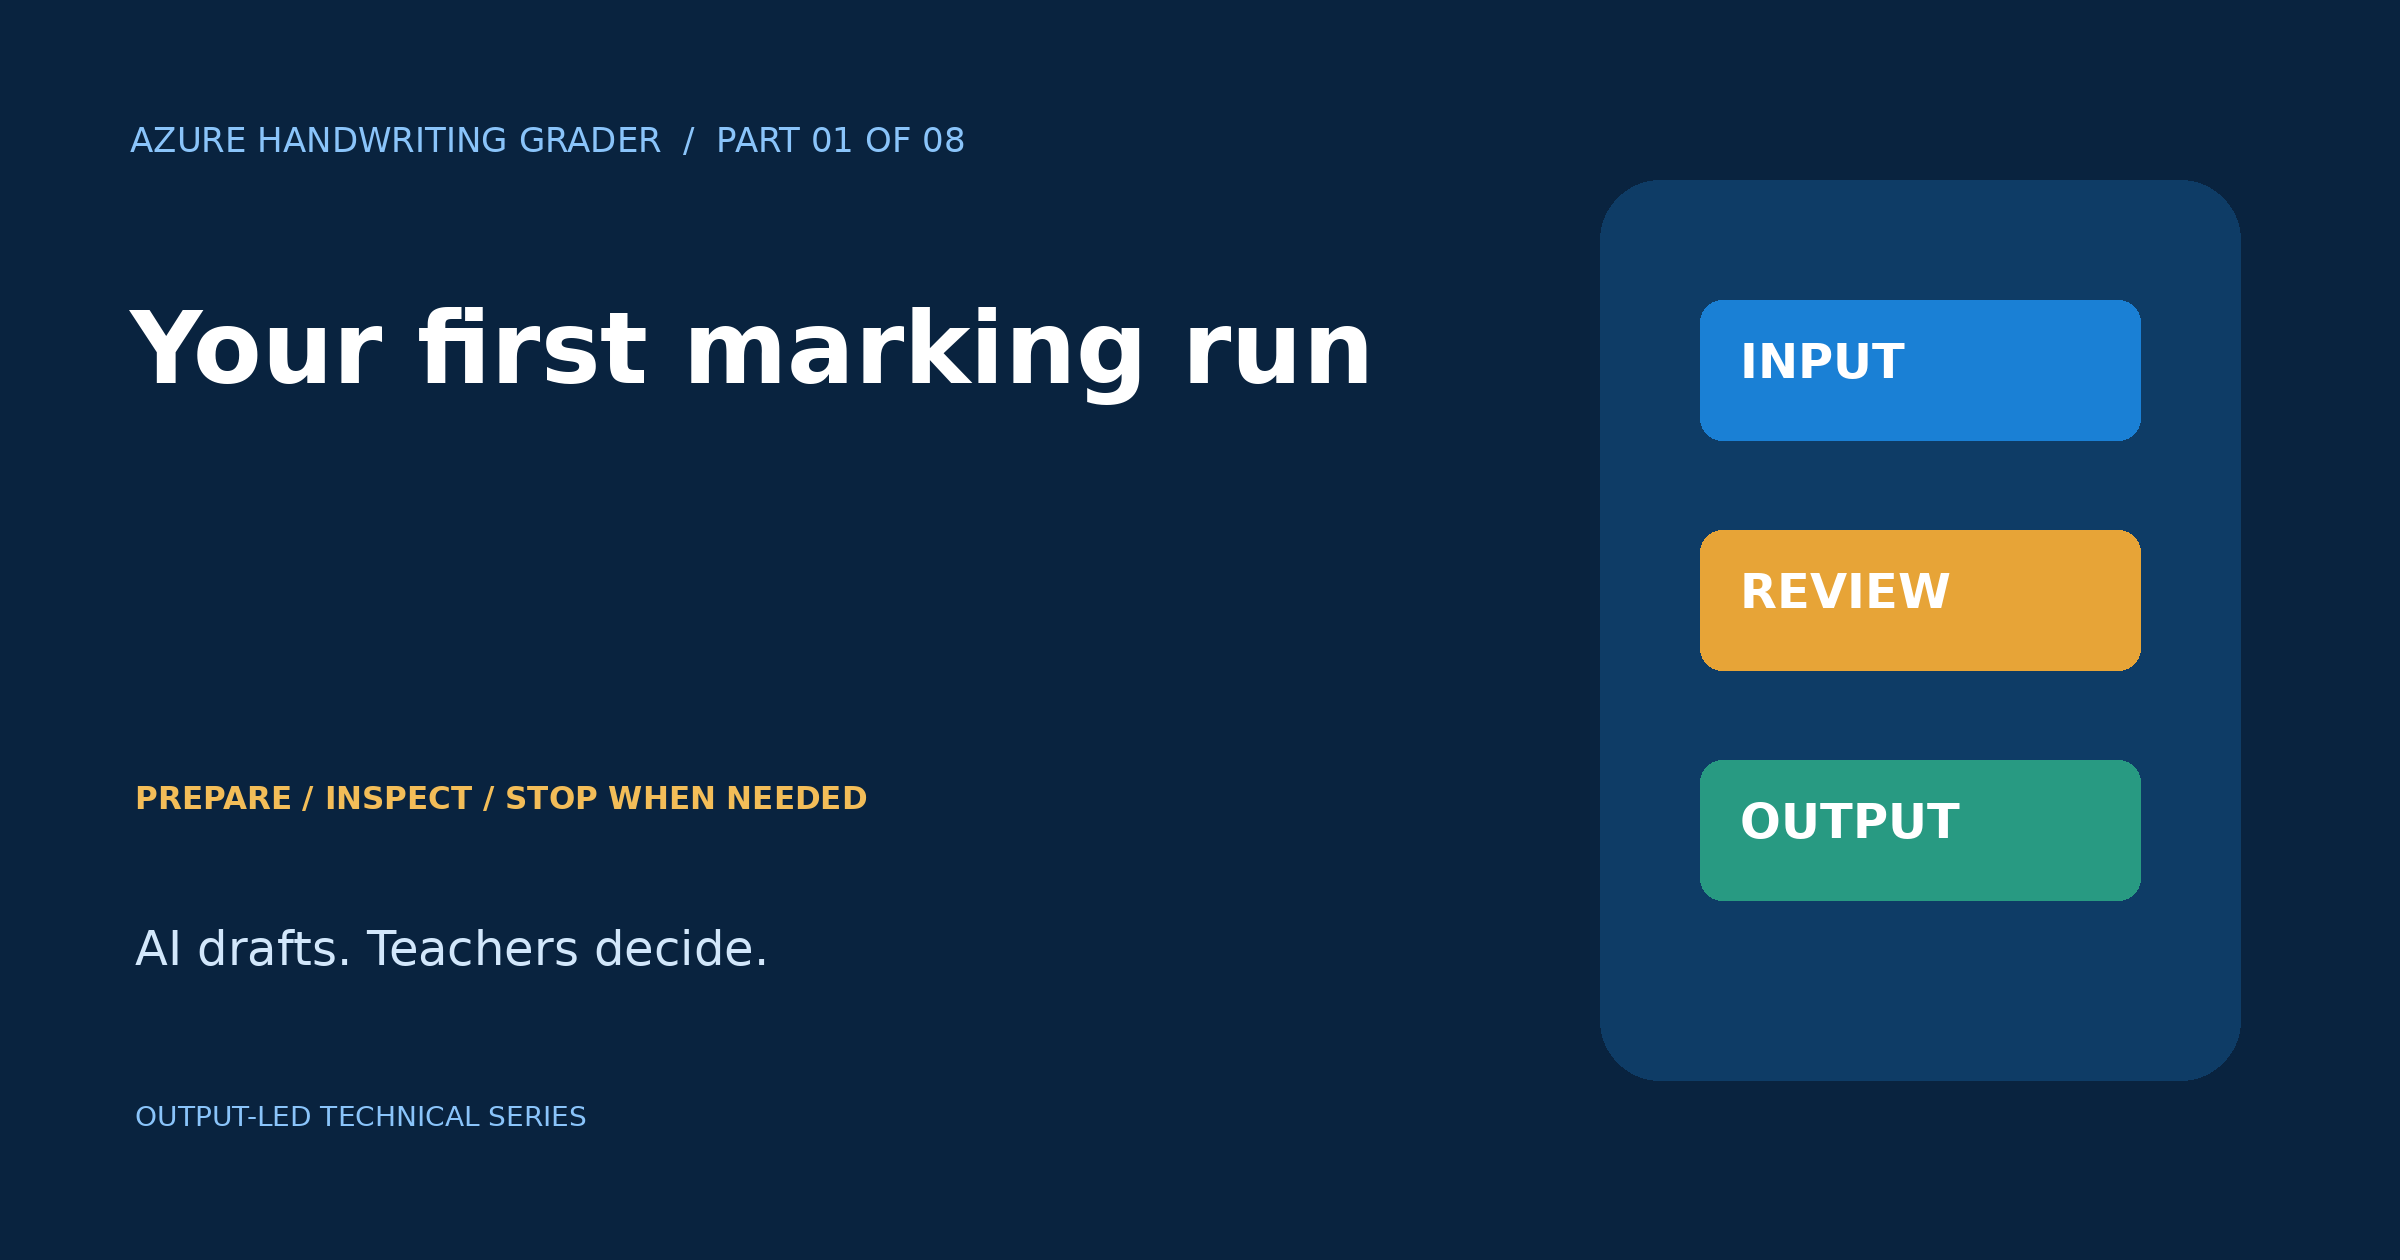 AZURE HANDWRITING GRADER / PART 01 OF 08
Your first marking run
PREPARE / INSPECT / STOP WHEN NEEDED
AI drafts. Teachers decide.
OUTPUT-LED TECHNICAL SERIES
INPUT
REVIEW
OUTPUT